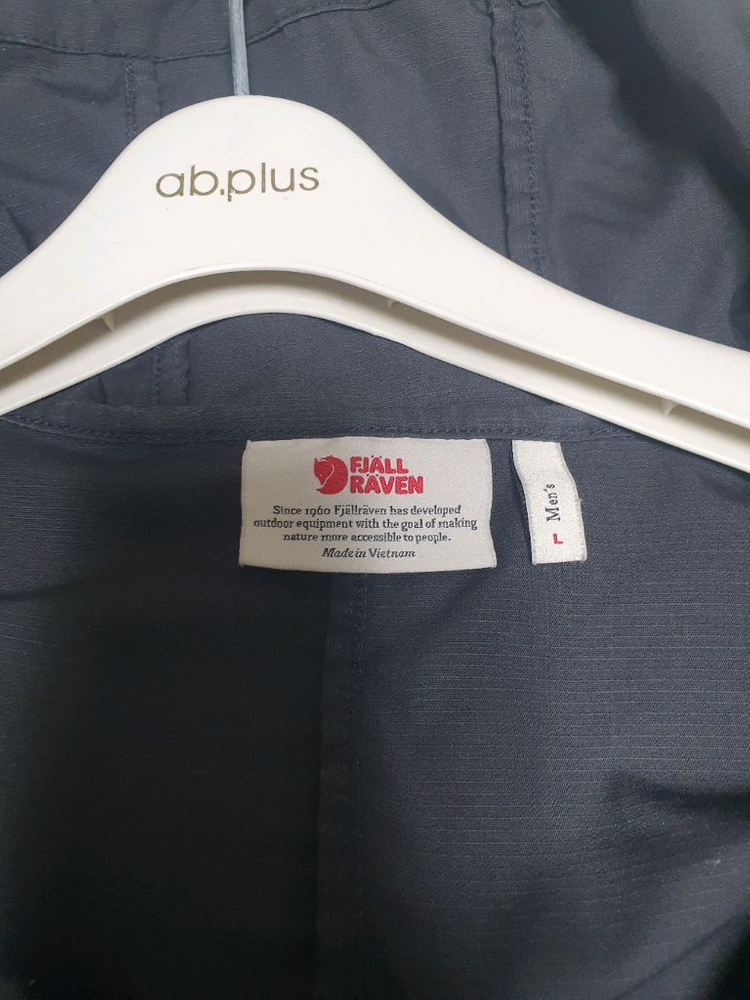 ab.plus
FJÄLL
RÄVEN
Since 1960 Fjällräven has developed
outdoor equipment with the goal of making
nature more accessible to people.
Made in Vietnam
Men's
L